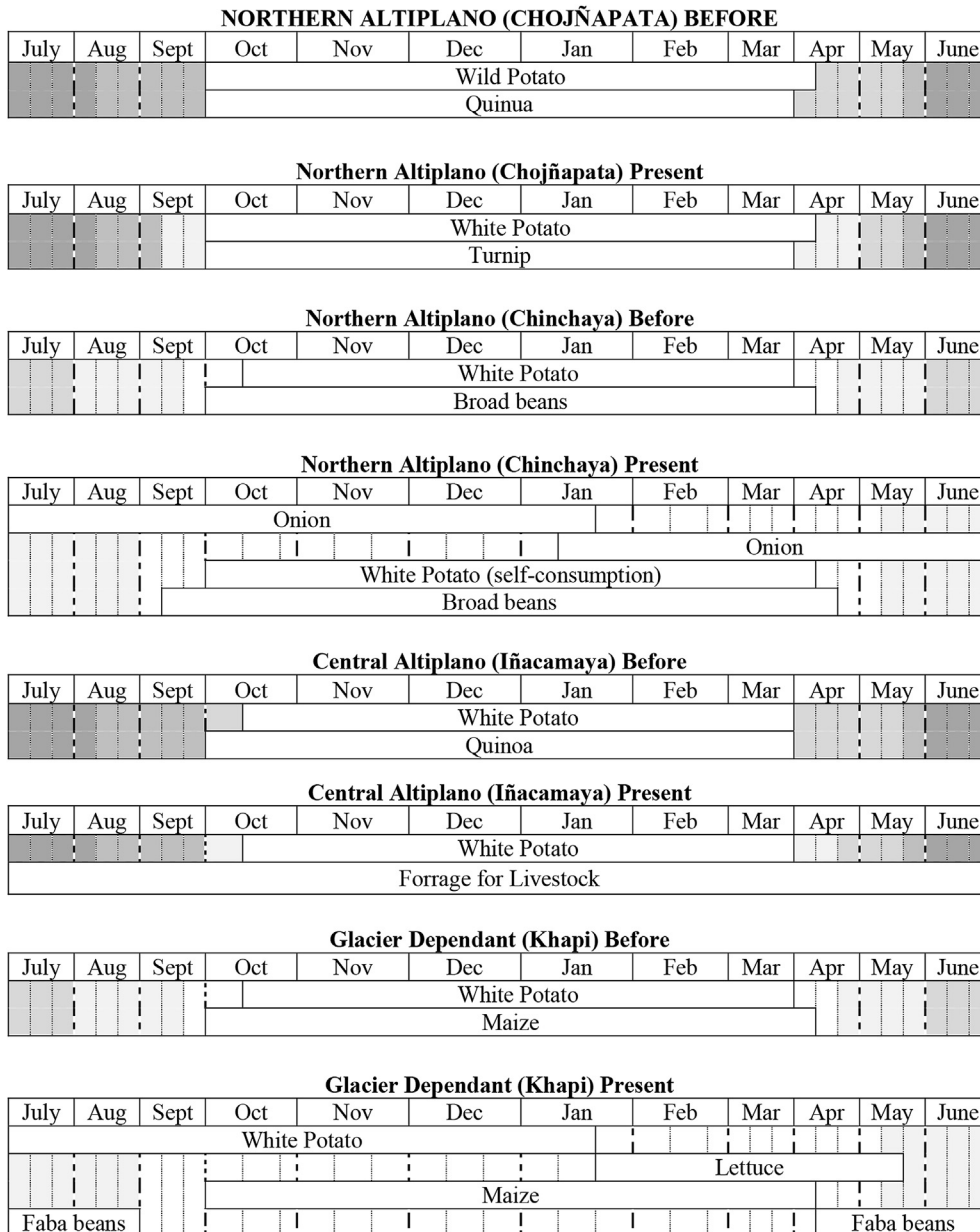 NORTHERN ALTIPLANO (CHOJÑAPATA) BEFORE
July Aug Sept Oct Nov Dec Jan Feb Mar Apr May June
Wild Potato
Quinua
Northern Altiplano (Chojñapata) Present
July Aug Sept Oct Nov Dec Jan Feb Mar Apr May June
White Potato
Turnip
Northern Altiplano (Chinchaya) Before
July Aug Sept Oct Nov Dec Jan Feb Mar Apr May June
White Potato
Broad beans
Northern Altiplano (Chinchaya) Present
July Aug Sept Oct Nov Dec Jan Feb Mar Apr May June
Onion
Onion
White Potato (self-consumption)
Broad beans
Central Altiplano (Iñacamaya) Before
July Aug Sept Oct Nov Dec Jan Feb Mar Apr May June
White Potato
Quinoa
Central Altiplano (Iñacamaya) Present
July Aug Sept Oct Nov Dec Jan Feb Mar Apr May June
White Potato
Forrage for Livestock
Glacier Dependant (Khapi) Before
July Aug Sept Oct Nov Dec Jan Feb Mar Apr May June
White Potato
Maize
Glacier Dependant (Khapi) Present
July Aug Sept Oct Nov Dec Jan Feb Mar Apr May June
White Potato
Lettuce
Maize
Faba beans Faba beans